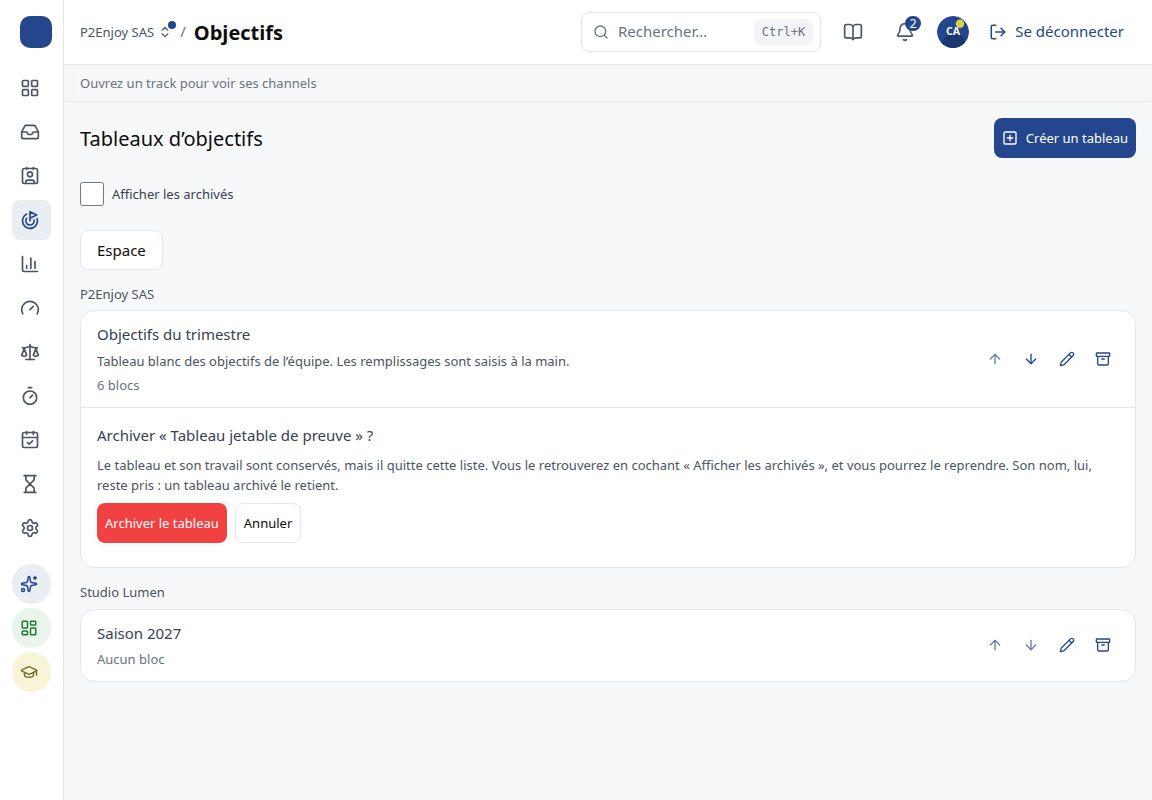 P2Enjoy SAS / Objectifs
Rechercher... Ctrl+K
2
CA
Se déconnecter
Ouvrez un track pour voir ses channels
Tableaux d’objectifs
Créer un tableau
Afficher les archivés
Espace
P2Enjoy SAS
Objectifs du trimestre
Tableau blanc des objectifs de l’équipe. Les remplissages sont saisis à la main.
6 blocs
Archiver « Tableau jetable de preuve » ?
Le tableau et son travail sont conservés, mais il quitte cette liste. Vous le retrouverez en cochant « Afficher les archivés », et vous pourrez le reprendre. Son nom, lui,
reste pris : un tableau archivé le retient.
Archiver le tableau
Annuler
Studio Lumen
Saison 2027
Aucun bloc